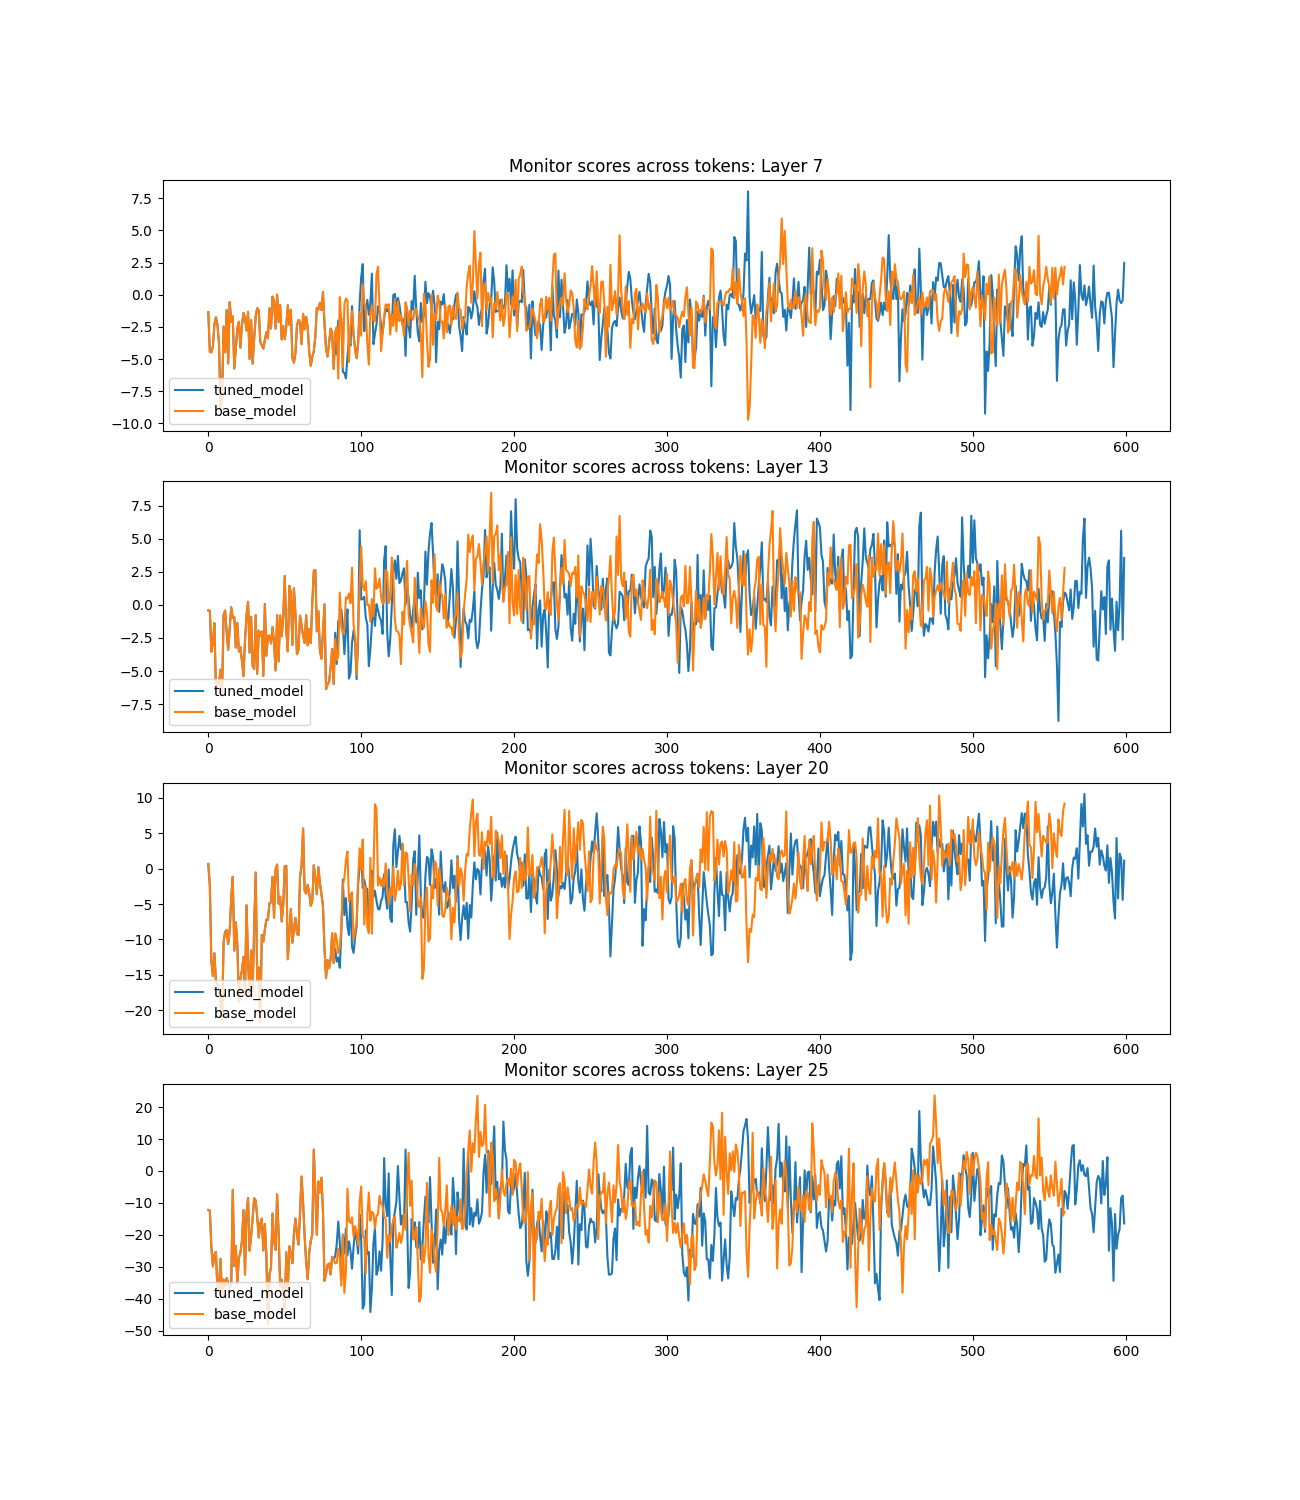 Monitor scores across tokens: Layer 7
7.5
5.0
2.5
0.0
−2.5
−5.0
−7.5
−10.0
tuned_model
base_model
0 100 200 300 400 500 600
Monitor scores across tokens: Layer 13
7.5
5.0
2.5
0.0
−2.5
−5.0
−7.5
tuned_model
base_model
0 100 200 300 400 500 600
Monitor scores across tokens: Layer 20
10
5
0
−5
−10
−15
−20
tuned_model
base_model
0 100 200 300 400 500 600
Monitor scores across tokens: Layer 25
20
10
0
−10
−20
−30
−40
−50
tuned_model
base_model
0 100 200 300 400 500 600